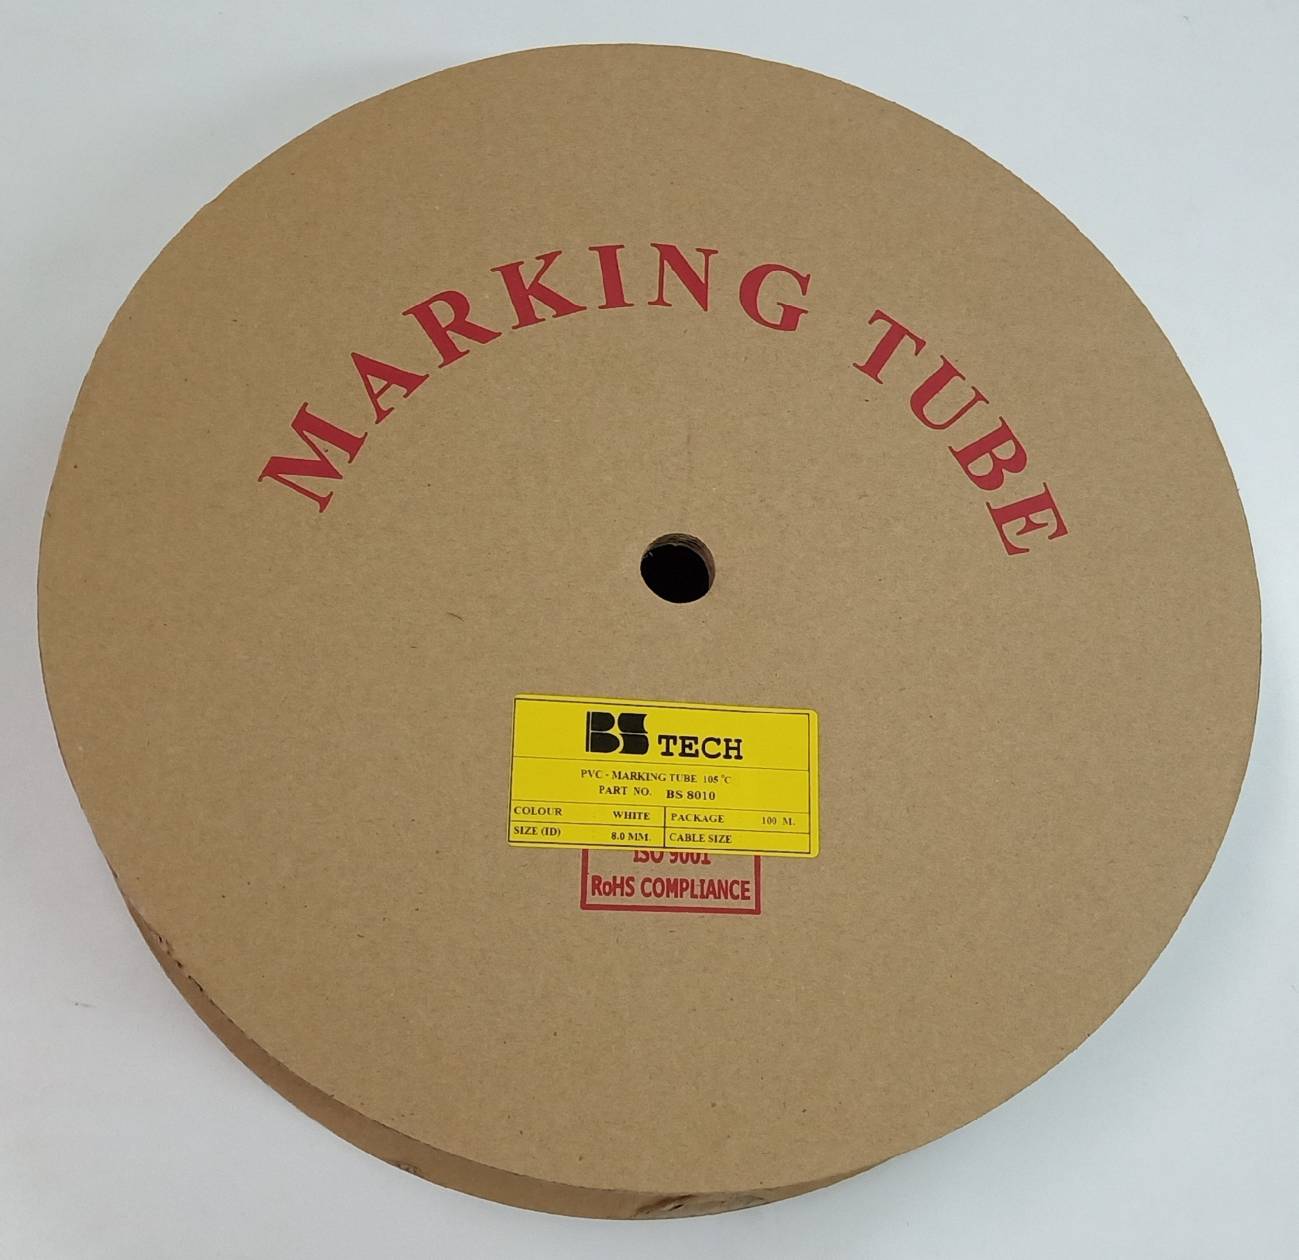 MARKING TUBE
BS TECH
PVC - MARKING TUBE 105 °C
PART NO. BS 8010
COLOUR WHITE PACKAGE 100 M.
SIZE (ID) 8.0 MM. CABLE SIZE
ISO 9001
RoHS COMPLIANCE